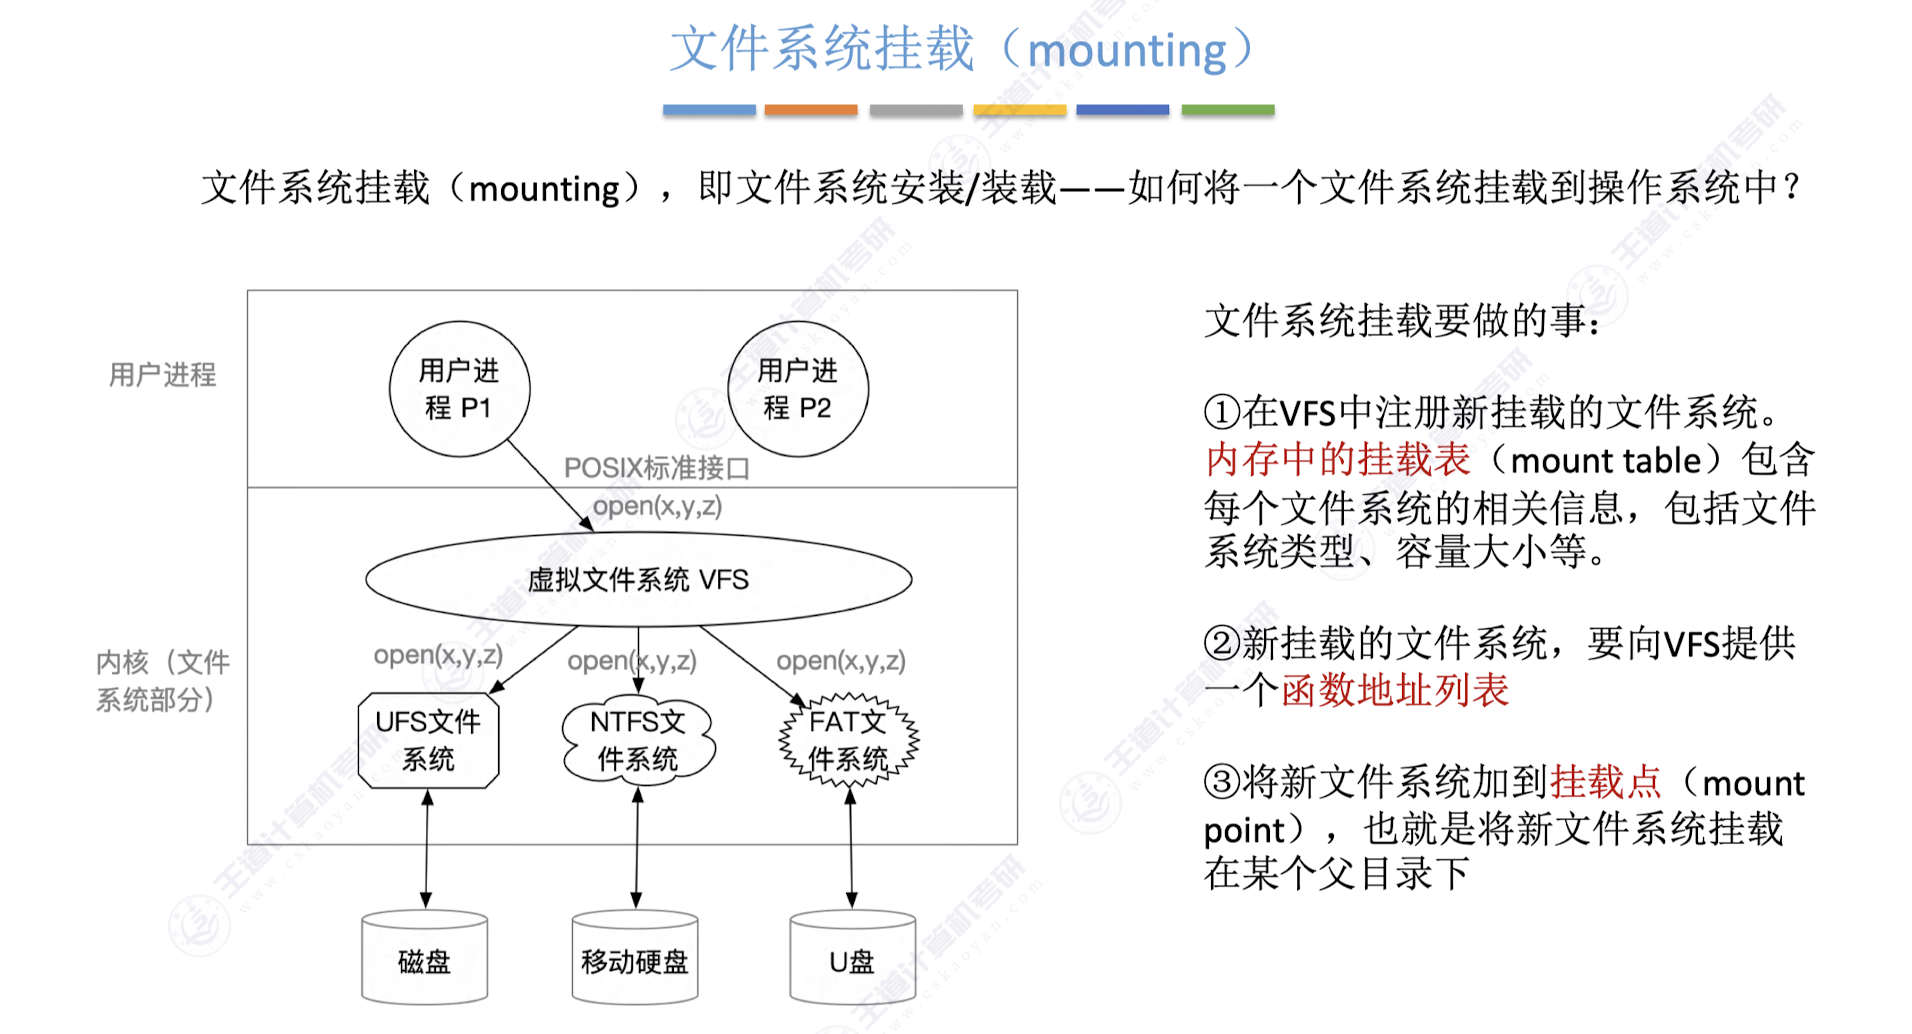 文件系统挂载（mounting）
文件系统挂载（mounting），即文件系统安装/装载——如何将一个文件系统挂载到操作系统中？
用户进程
用户进
程 P1
用户进
程 P2
POSIX标准接口
open(x,y,z)
虚拟文件系统 VFS
内核（文件
系统部分）
open(x,y,z)
open(x,y,z)
open(x,y,z)
UFS文件
系统
NTFS文
件系统
FAT文
件系统
磁盘
移动硬盘
U盘
文件系统挂载要做的事：
①在VFS中注册新挂载的文件系统。
内存中的挂载表（mount table）包含
每个文件系统的相关信息，包括文件
系统类型、容量大小等。
②新挂载的文件系统，要向VFS提供
一个函数地址列表
③将新文件系统加到挂载点（mount
point），也就是将新文件系统挂载
在某个父目录下
王道计算机考研
www.cskaoyan.com